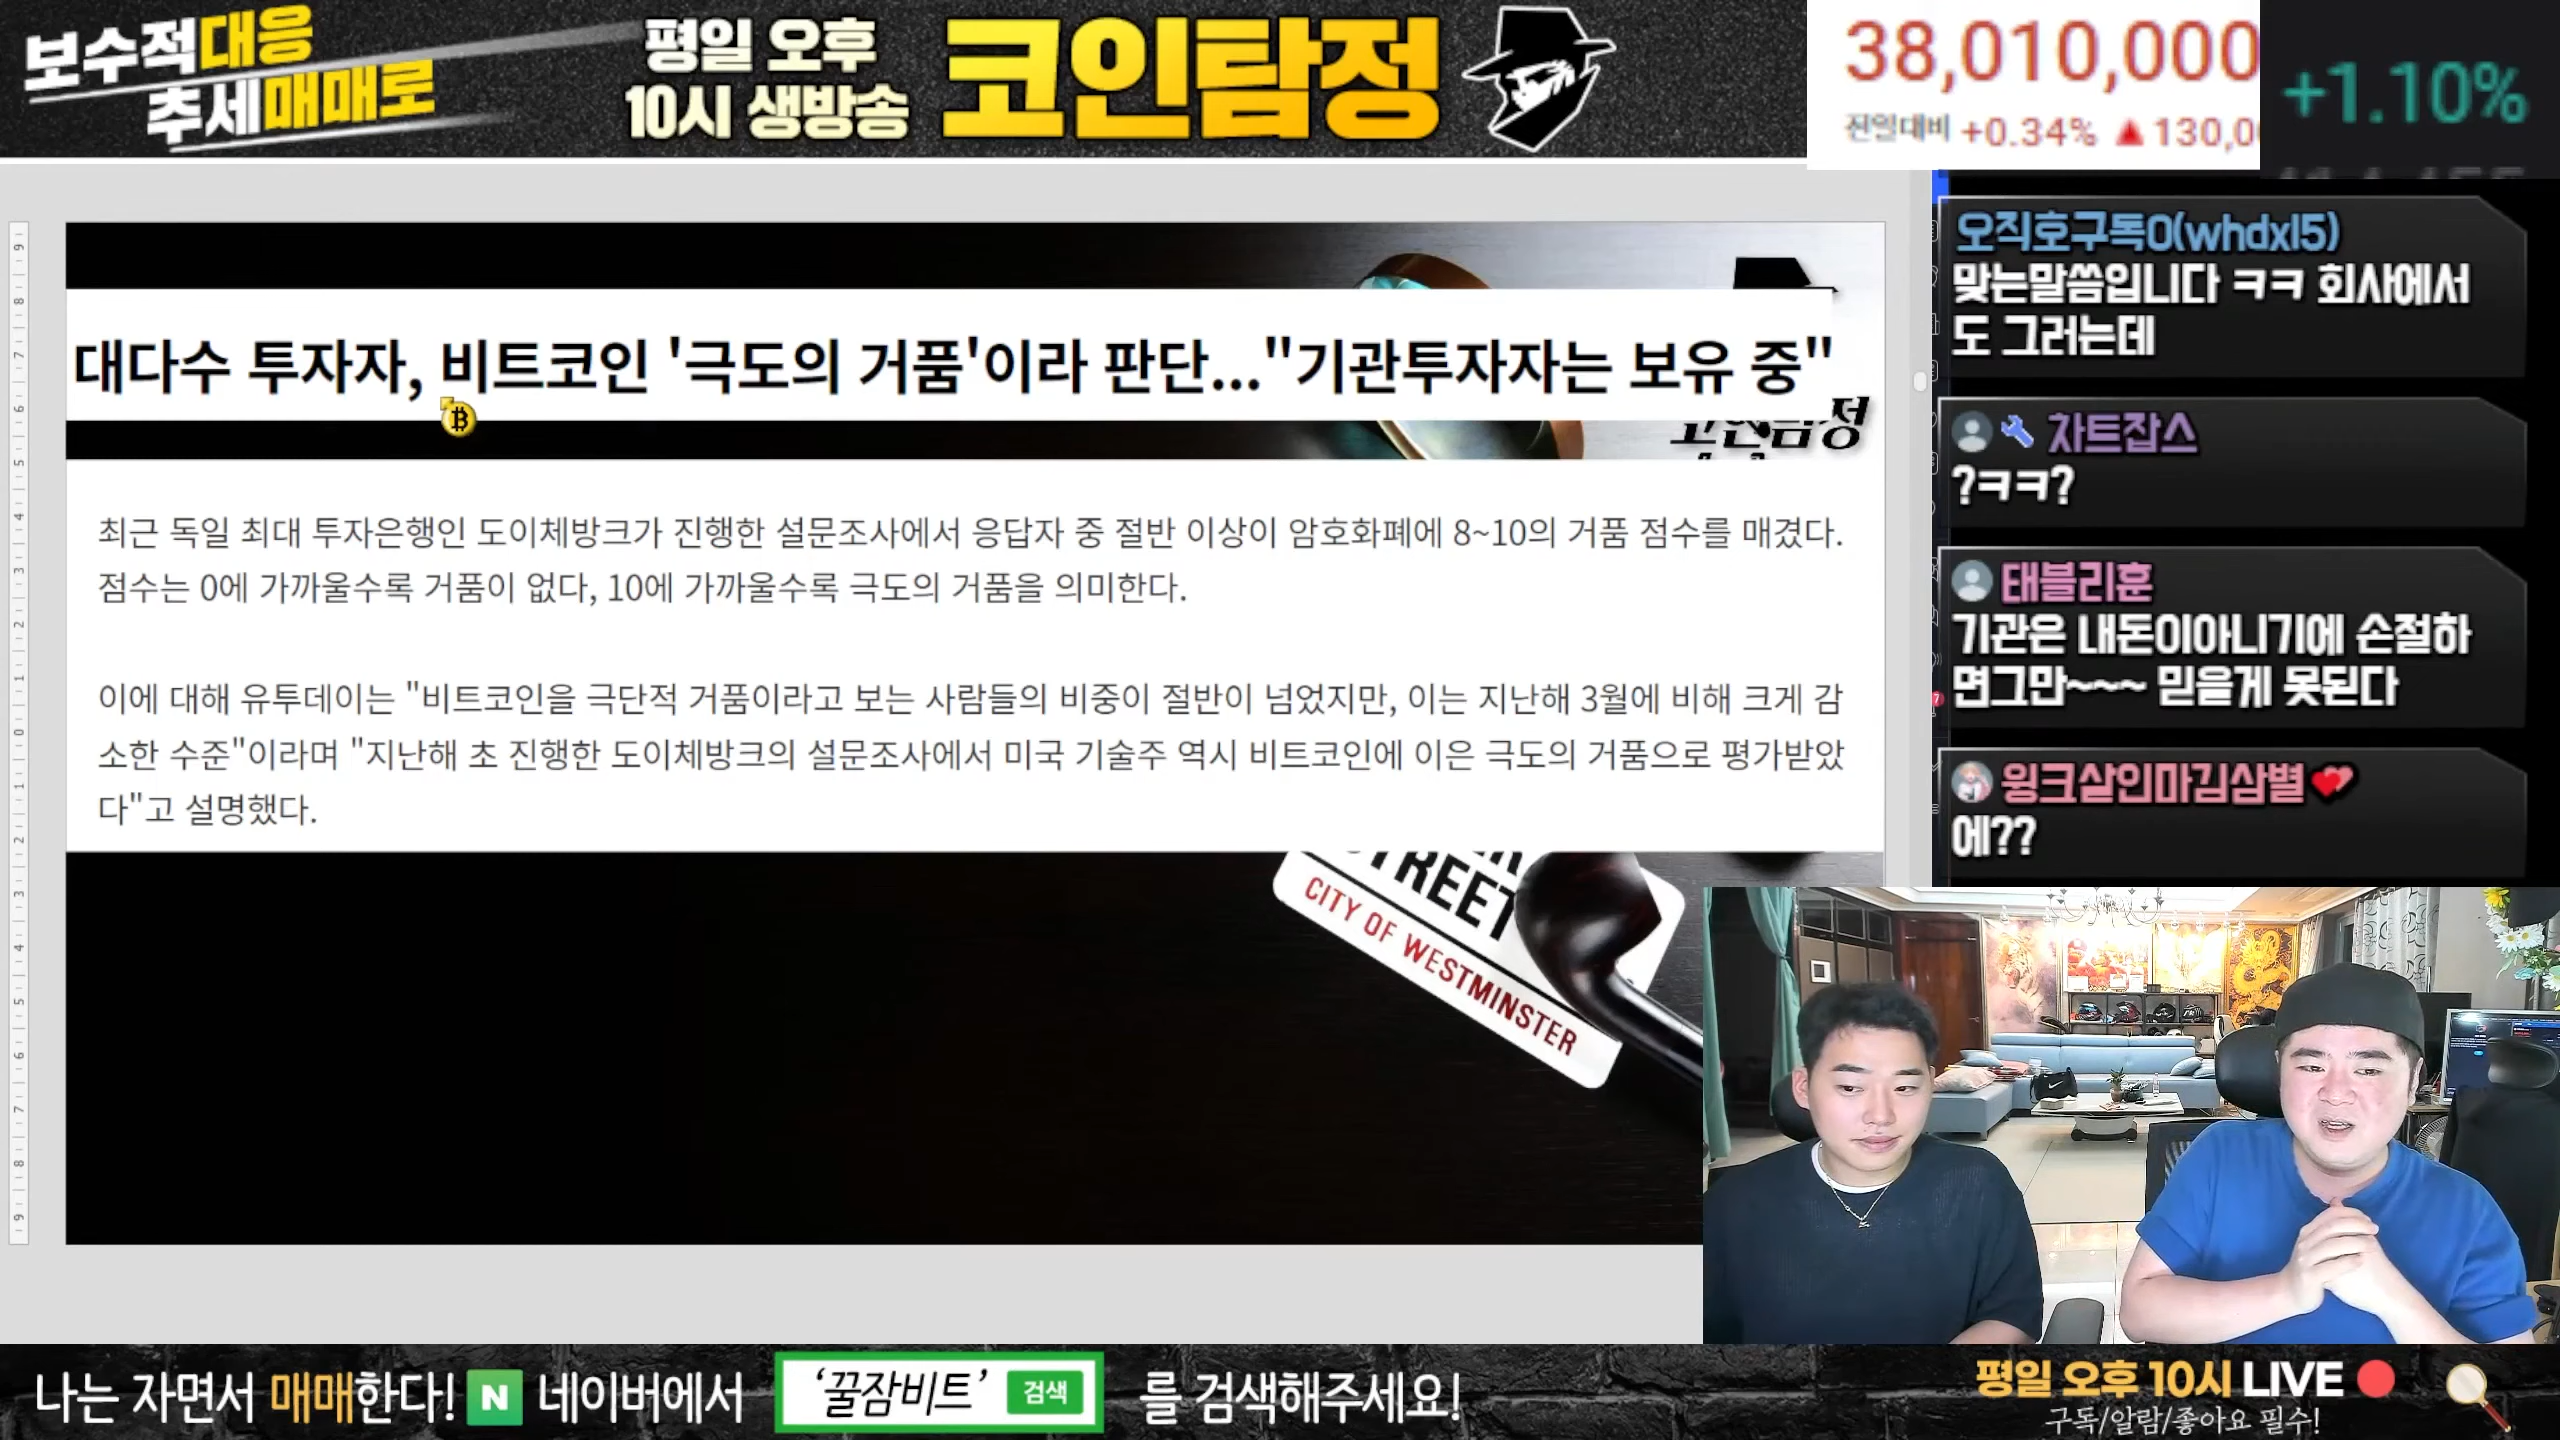 보수적대응
추세매매로
평일 오후
10시 생방송
코인탐정
38,010,000
전일대비 +0.34% ▲130,0
+1.10%
대다수 투자자, 비트코인 '극도의 거품'이라 판단..."기관투자자는 보유 중"
코인탐정
최근 독일 최대 투자은행인 도이체방크가 진행한 설문조사에서 응답자 중 절반 이상이 암호화폐에 8~10의 거품 점수를 매겼다.
점수는 0에 가까울수록 거품이 없다, 10에 가까울수록 극도의 거품을 의미한다.
이에 대해 유투데이는 "비트코인을 극단적 거품이라고 보는 사람들의 비중이 절반이 넘었지만, 이는 지난해 3월에 비해 크게 감
소한 수준"이라며 "지난해 초 진행한 도이체방크의 설문조사에서 미국 기술주 역시 비트코인에 이은 극도의 거품으로 평가받았
다"고 설명했다.
STREET
CITY OF WESTMINSTER
오직호구톡0(whdxl5)
맞는말씀입니다 ㅋㅋ 회사에서
도 그러는데
차트잡스
?ㅋㅋ?
태블리훈
기관은 내돈이아니기에 손절하
면그만~~~ 믿을게 못된다
윙크살인마김삼별
에??
나는 자면서 매매한다! N 네이버에서 '꿀잠비트' 검색 를 검색해주세요!
평일 오후 10시 LIVE
구독/알람/좋아요 필수!